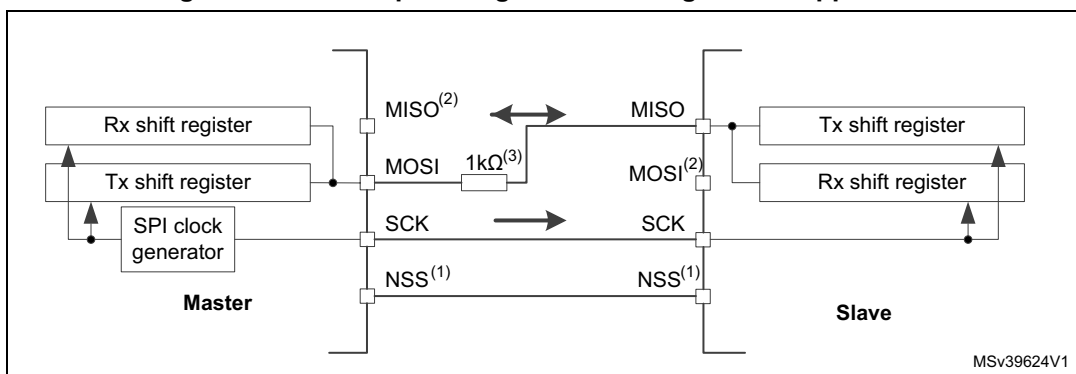 MISO(2)
MISO
Rx shift register
Tx shift register
MOSI
1kΩ(3)
MOSI(2)
Tx shift register
Rx shift register
SCK
SCK
SPI clock
generator
NSS(1)
NSS(1)
Master
Slave
MSv39624V1